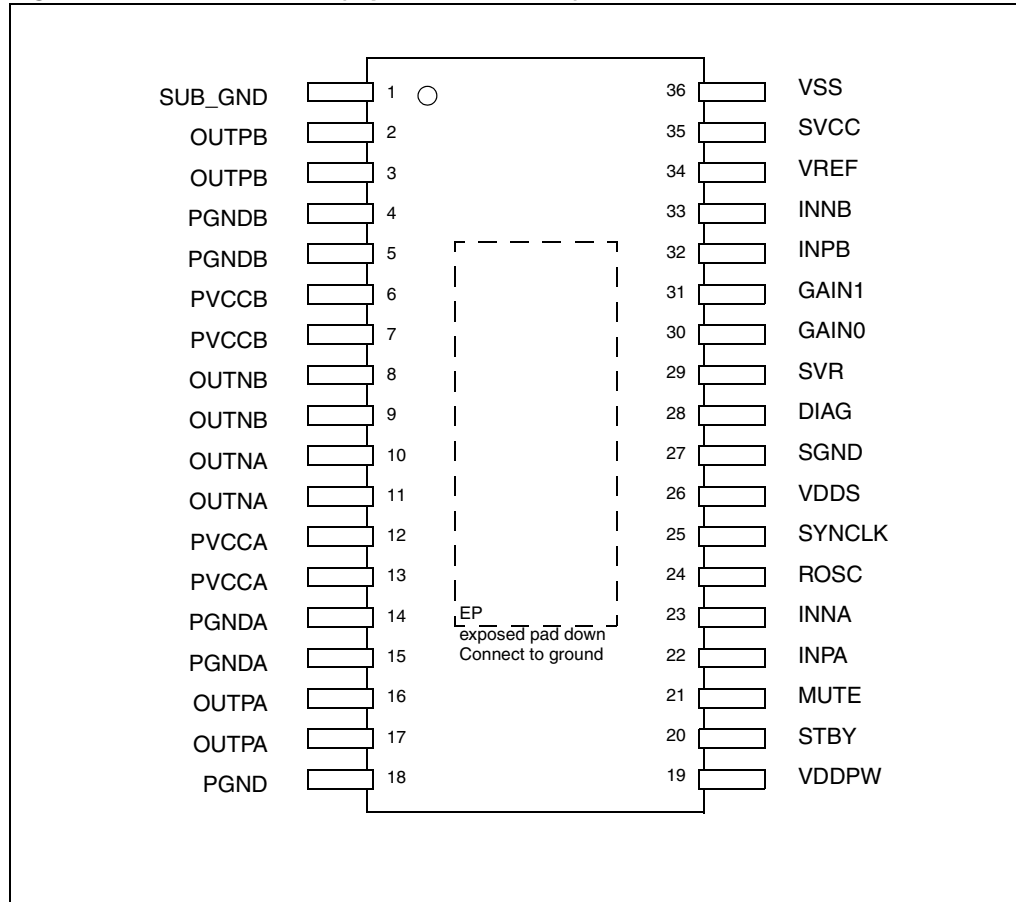 SUB_GND 1 36 VSS
OUTPB 2 35 SVCC
OUTPB 3 34 VREF
PGNDB 4 33 INNB
PGNDB 5 32 INPB
PVCCB 6 31 GAIN1
PVCCB 7 30 GAIN0
OUTNB 8 29 SVR
OUTNB 9 28 DIAG
OUTNA 10 27 SGND
OUTNA 11 26 VDDS
PVCCA 12 25 SYNCLK
PVCCA 13 24 ROSC
PGNDA 14 EP 23 INNA
exposed pad down
PGNDA 15 Connect to ground 22 INPA
OUTPA 16 21 MUTE
OUTPA 17 20 STBY
PGND 18 19 VDDPW